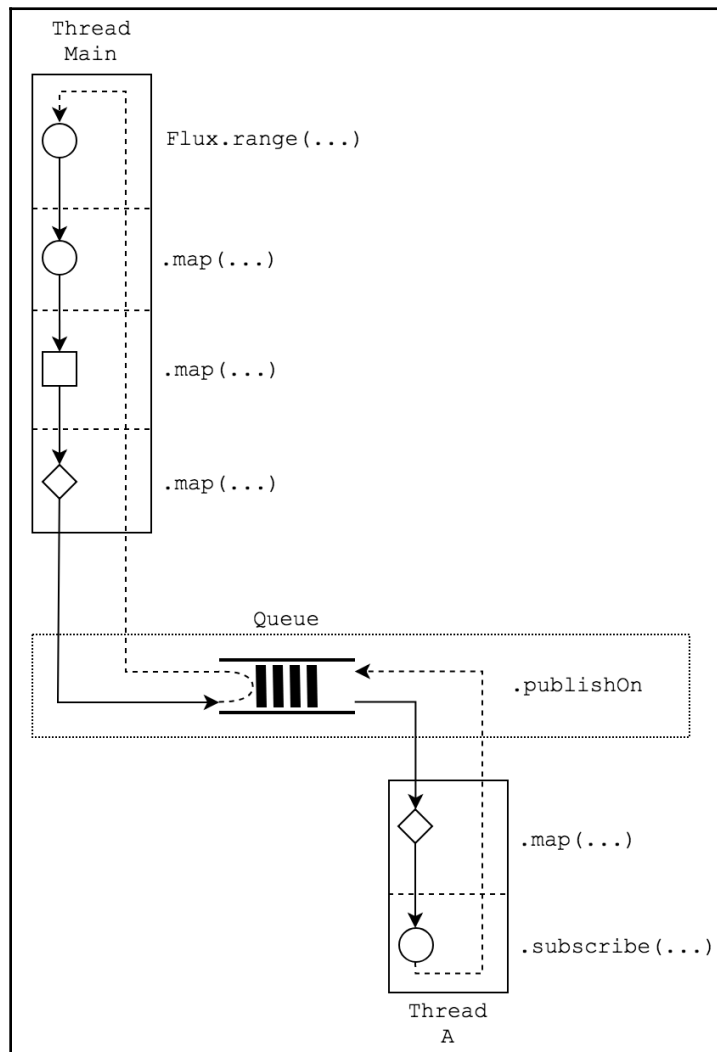 Thread
Main
Flux.range(...)
.map(...)
.map(...)
.map(...)
Queue
.publishOn
.map(...)
.subscribe(...)
Thread
A